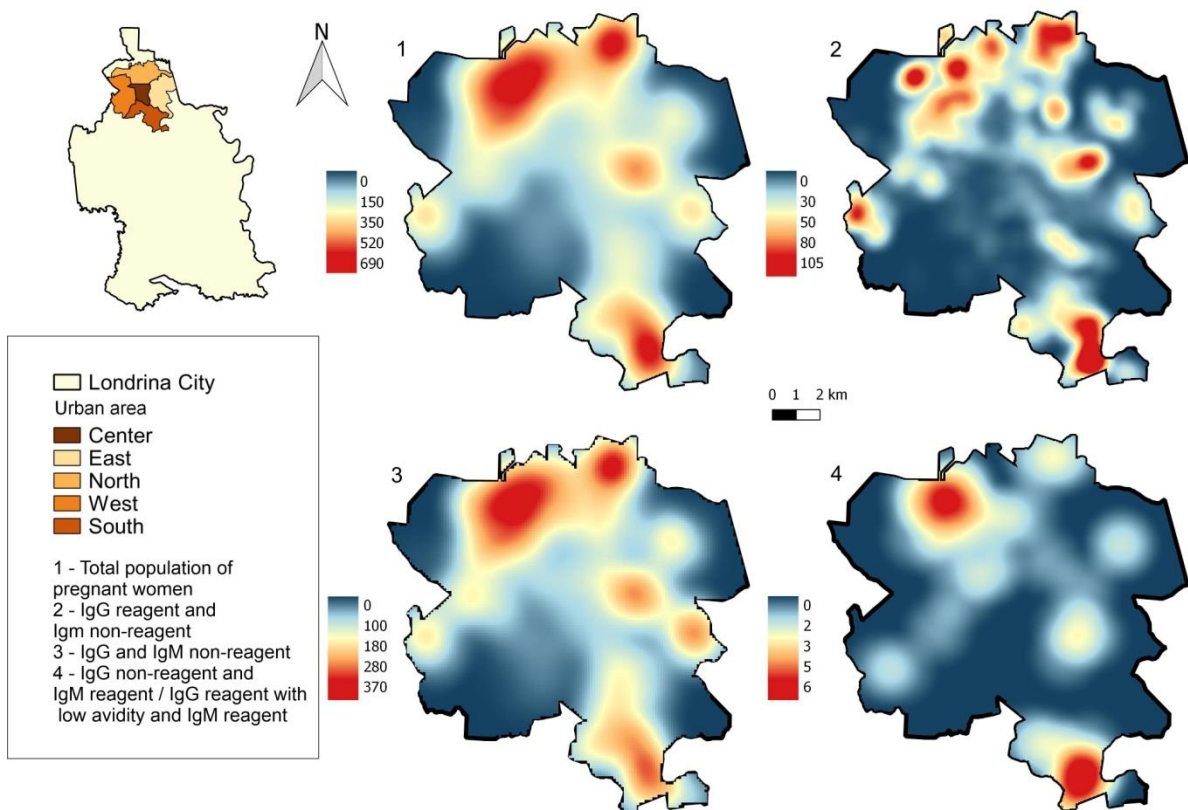 N
1
0
150
350
520
690
2
0
30
50
80
105
0 1 2 km
Londrina City
Urban area
Center
East
North
West
South
1 - Total population of
pregnant women
2 - IgG reagent and
Igm non-reagent
3 - IgG and IgM non-reagent
4 - IgG non-reagent and
IgM reagent / IgG reagent with
low avidity and IgM reagent
3
0
100
180
280
370
4
0
2
3
5
6